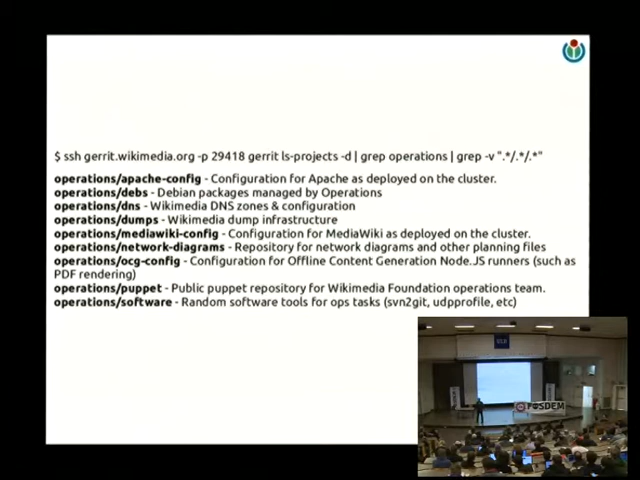 $ ssh gerrit.wikimedia.org -p 29418 gerrit ls-projects -d | grep operations | grep -v ".*/.*/.*"
operations/apache-config - Configuration for Apache as deployed on the cluster.
operations/debs - Debian packages managed by Operations
operations/dns - Wikimedia DNS zones & configuration
operations/dumps - Wikimedia dump infrastructure
operations/mediawiki-config - Configuration for MediaWiki as deployed on the cluster.
operations/network-diagrams - Repository for network diagrams and other planning files
operations/ocg-config - Configuration for Offline Content Generation Node.JS runners (such as
PDF rendering)
operations/puppet - Public puppet repository for Wikimedia Foundation operations team.
operations/software - Random software tools for ops tasks (svn2git, udpprofile, etc)
ULB
FOSDEM